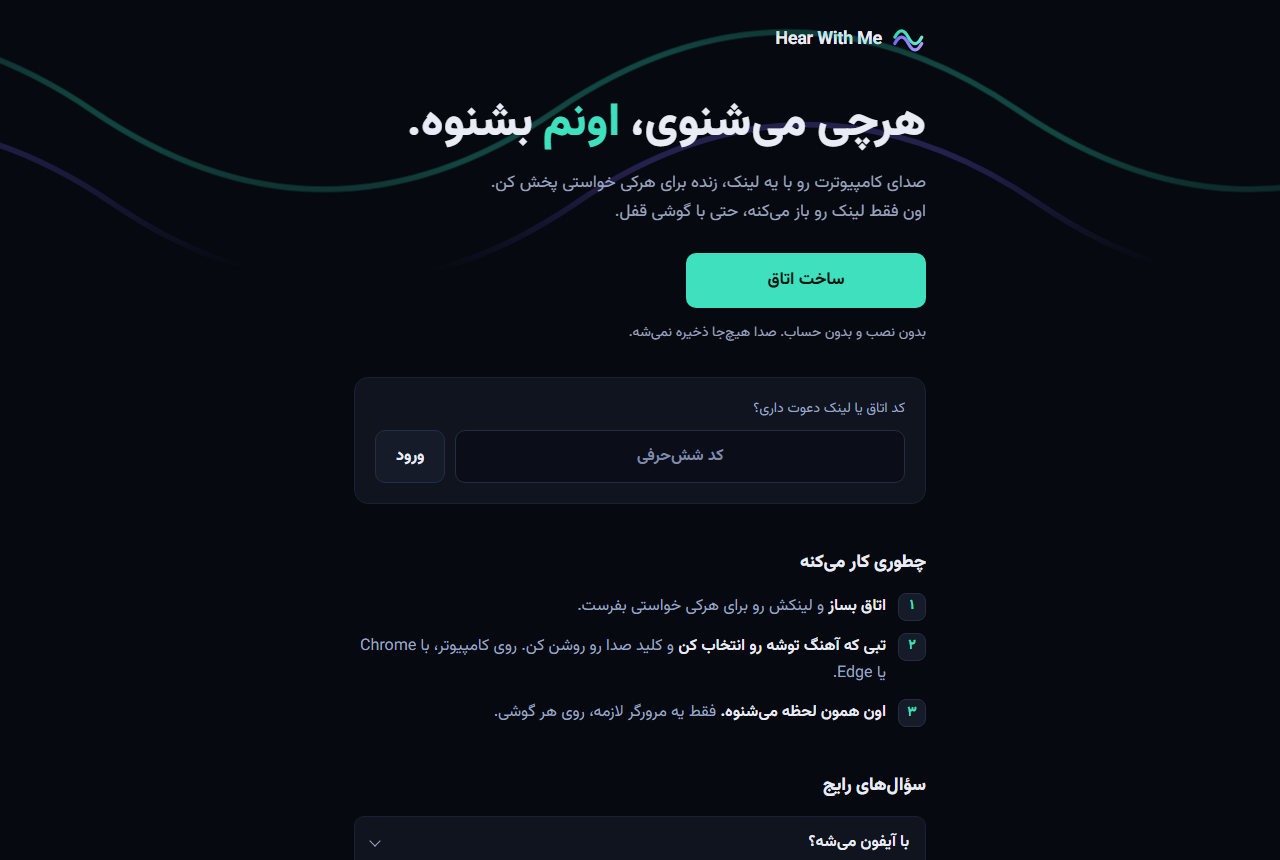 Hear With Me
هرچی می‌شنوی، اونم بشنوه.
صدای کامپیوترت رو با یه لینک، زنده برای هرکی خواستی پخش کن.
اون فقط لینک رو باز می‌کنه، حتی با گوشی قفل.
ساخت اتاق
بدون نصب و بدون حساب. صدا هیچ‌جا ذخیره نمی‌شه.
کد اتاق یا لینک دعوت داری؟
کد شش‌حرفی
ورود
چطوری کار می‌کنه
۱ اتاق بساز و لینکش رو برای هرکی خواستی بفرست.
۲ تبی که آهنگ توشه رو انتخاب کن و کلید صدا رو روشن کن. روی کامپیوتر، با Chrome
یا Edge.
۳ اون همون لحظه می‌شنوه. فقط یه مرورگر لازمه، روی هر گوشی.
سؤال‌های رایج
با آیفون می‌شه؟